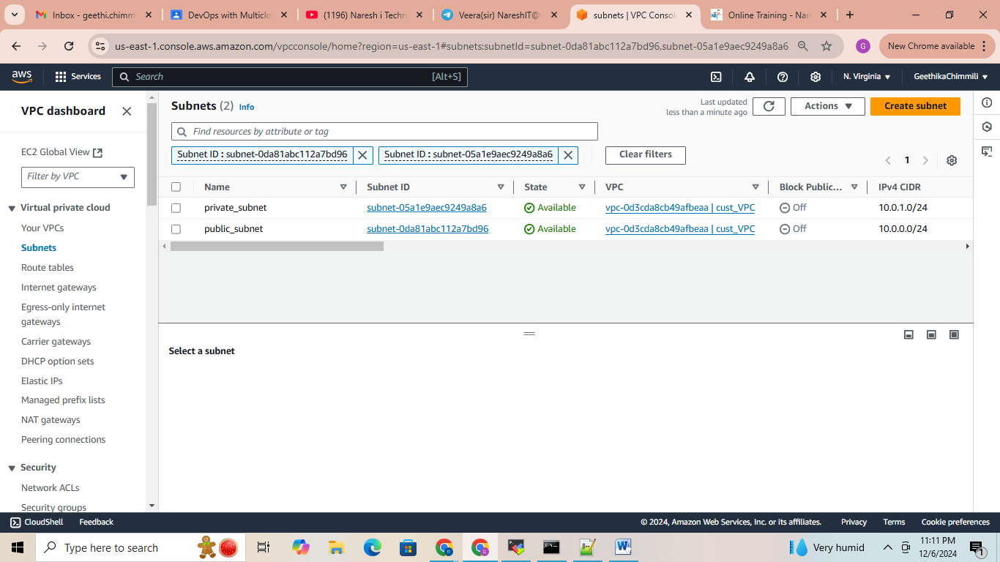 Inbox - geethi.chimm
DevOps with Multiclo
(1196) Naresh i Techn
Veera(sir) NareshIT@
subnets | VPC Conso
Online Training - Nar
us-east-1.console.aws.amazon.com/vpcconsole/home?region=us-east-1#subnets:subnetId=subnet-0da81abc112a7bd96,subnet-05a1e9aec9249a8a6
G
New Chrome available
aws
Services
Search
[Alt+S]
N. Virginia
GeethikaChimmili
VPC dashboard
EC2 Global View
Filter by VPC
Virtual private cloud
Your VPCs
Subnets
Route tables
Internet gateways
Egress-only internet
gateways
Carrier gateways
DHCP option sets
Elastic IPs
Managed prefix lists
NAT gateways
Peering connections
Security
Network ACLs
Security groups
Subnets (2) Info
Last updated
less than a minute ago
Actions
Create subnet
Find resources by attribute or tag
Subnet ID : subnet-0da81abc112a7bd96
Subnet ID : subnet-05a1e9aec9249a8a6
Clear filters
1
Name Subnet ID State VPC Block Public... IPv4 CIDR
private_subnet subnet-05a1e9aec9249a8a6 Available vpc-0d3cda8cb49afbeaa | cust_VPC Off 10.0.1.0/24
public_subnet subnet-0da81abc112a7bd96 Available vpc-0d3cda8cb49afbeaa | cust_VPC Off 10.0.0.0/24
Select a subnet
CloudShell Feedback
© 2024, Amazon Web Services, Inc. or its affiliates. Privacy Terms Cookie preferences
Type here to search
Very humid
11:11 PM
12/6/2024
1